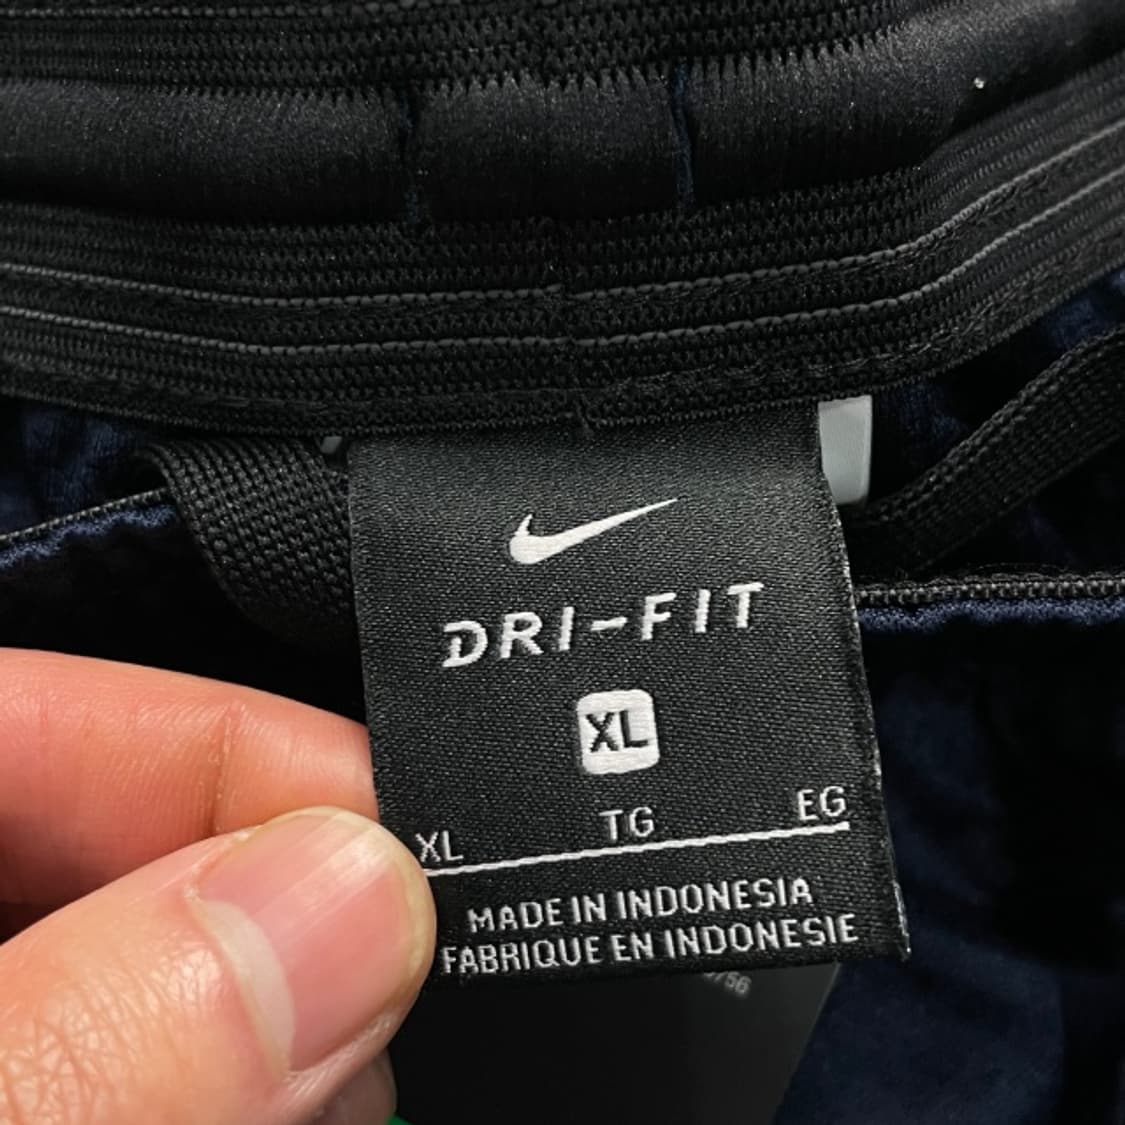 DRI-FIT
XL
XL TG EG
MADE IN INDONESIA
FABRIQUE EN INDONESIE